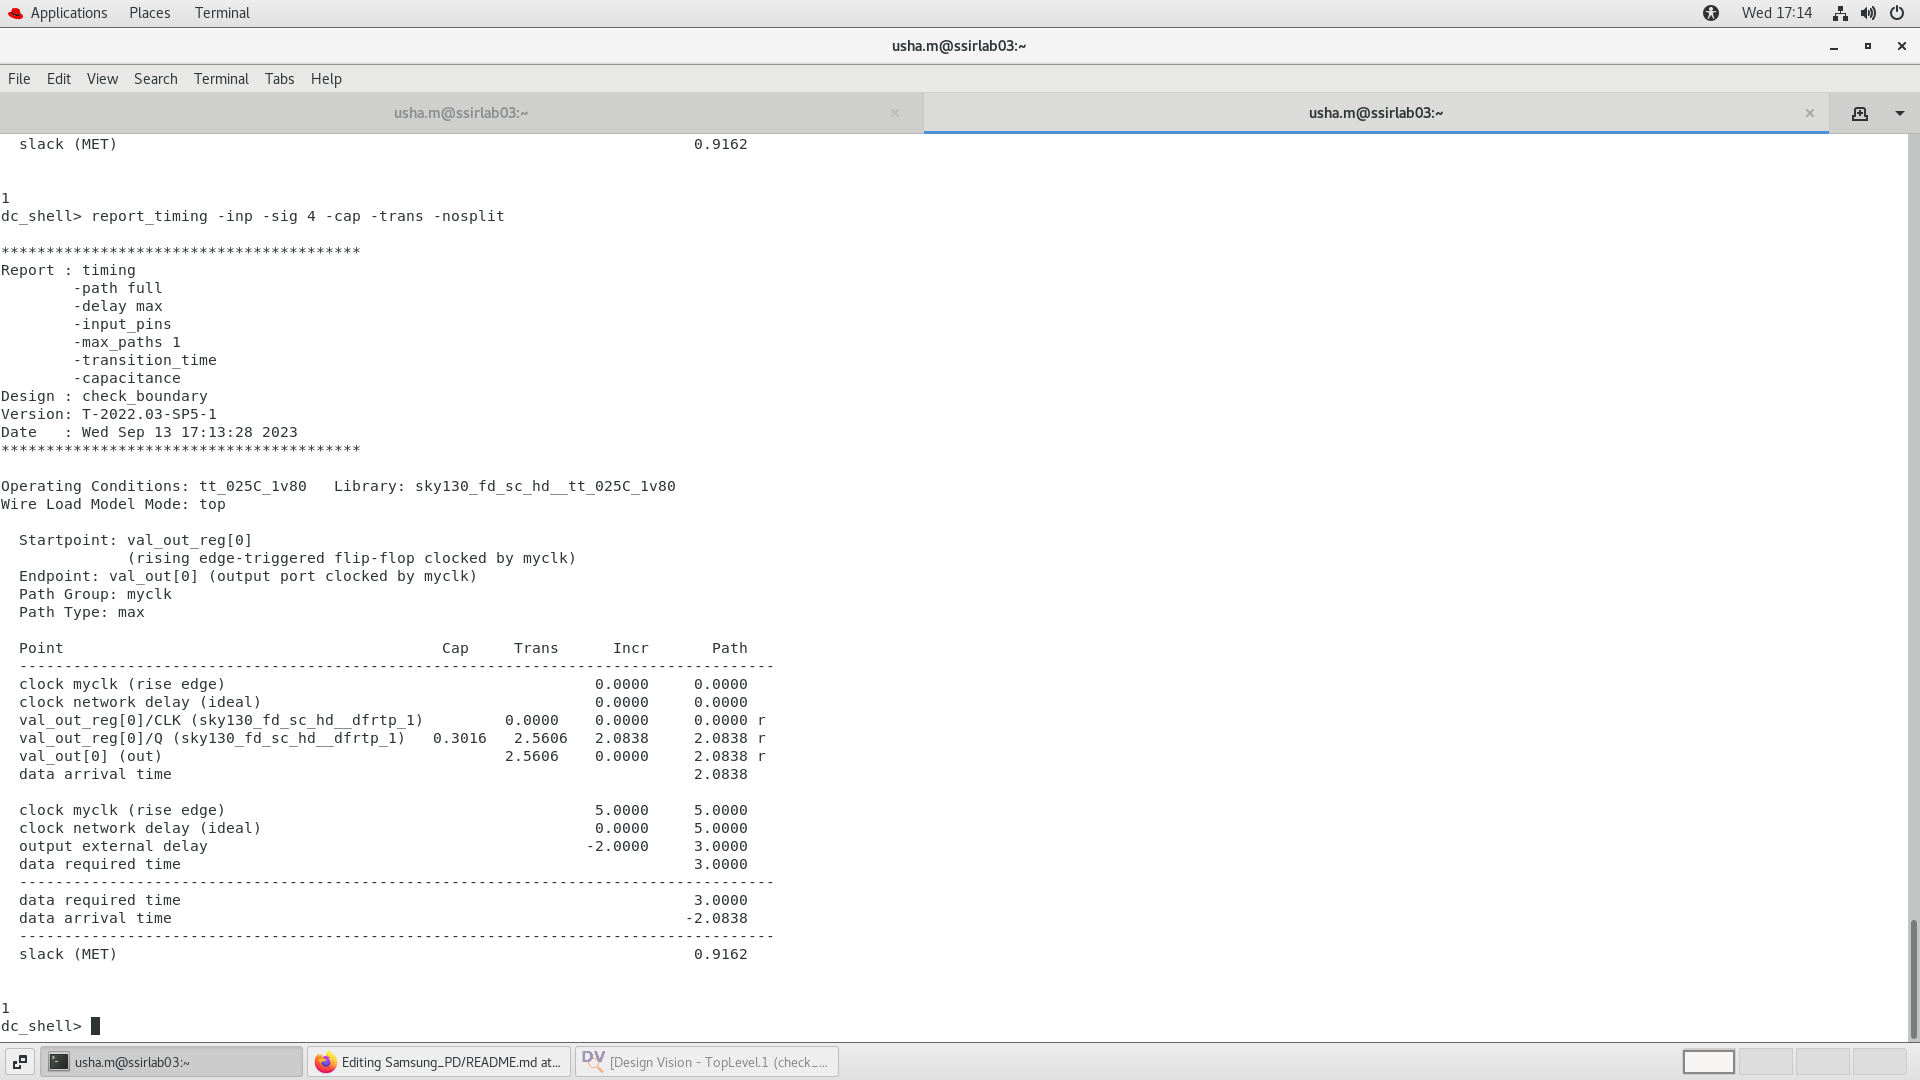 Applications Places Terminal Wed 17:14
usha.m@ssirlab03:~
File Edit View Search Terminal Tabs Help
usha.m@ssirlab03:~ usha.m@ssirlab03:~
  slack (MET)                                                                0.9162
1
dc_shell> report_timing -inp -sig 4 -cap -trans -nosplit
****************************************
Report : timing
        -path full
        -delay max
        -input_pins
        -max_paths 1
        -transition_time
        -capacitance
Design : check_boundary
Version: T-2022.03-SP5-1
Date   : Wed Sep 13 17:13:28 2023
****************************************
Operating Conditions: tt_025C_1v80   Library: sky130_fd_sc_hd__tt_025C_1v80
Wire Load Model Mode: top
  Startpoint: val_out_reg[0]
              (rising edge-triggered flip-flop clocked by myclk)
  Endpoint: val_out[0] (output port clocked by myclk)
  Path Group: myclk
  Path Type: max
  Point                                          Cap     Trans      Incr       Path
  ------------------------------------------------------------------------------------
  clock myclk (rise edge)                                         0.0000     0.0000
  clock network delay (ideal)                                     0.0000     0.0000
  val_out_reg[0]/CLK (sky130_fd_sc_hd__dfrtp_1)         0.0000    0.0000     0.0000 r
  val_out_reg[0]/Q (sky130_fd_sc_hd__dfrtp_1)   0.3016   2.5606   2.0838     2.0838 r
  val_out[0] (out)                                      2.5606    0.0000     2.0838 r
  data arrival time                                                          2.0838
  clock myclk (rise edge)                                         5.0000     5.0000
  clock network delay (ideal)                                     0.0000     5.0000
  output external delay                                          -2.0000     3.0000
  data required time                                                         3.0000
  ------------------------------------------------------------------------------------
  data required time                                                         3.0000
  data arrival time                                                         -2.0838
  ------------------------------------------------------------------------------------
  slack (MET)                                                                0.9162
1
dc_shell>
usha.m@ssirlab03:~ Editing Samsung_PD/README.md at... DV [Design Vision - TopLevel.1 (check_...